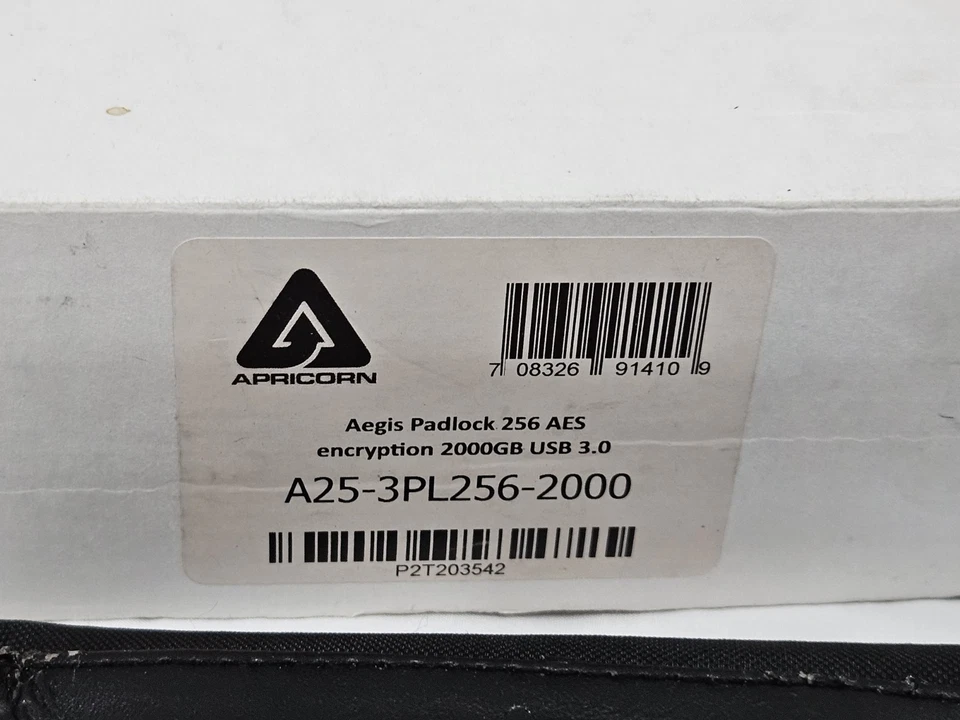 APRICORN
7 08326 91410 9
Aegis Padlock 256 AES
encryption 2000GB USB 3.0
A25-3PL256-2000
P2T203542